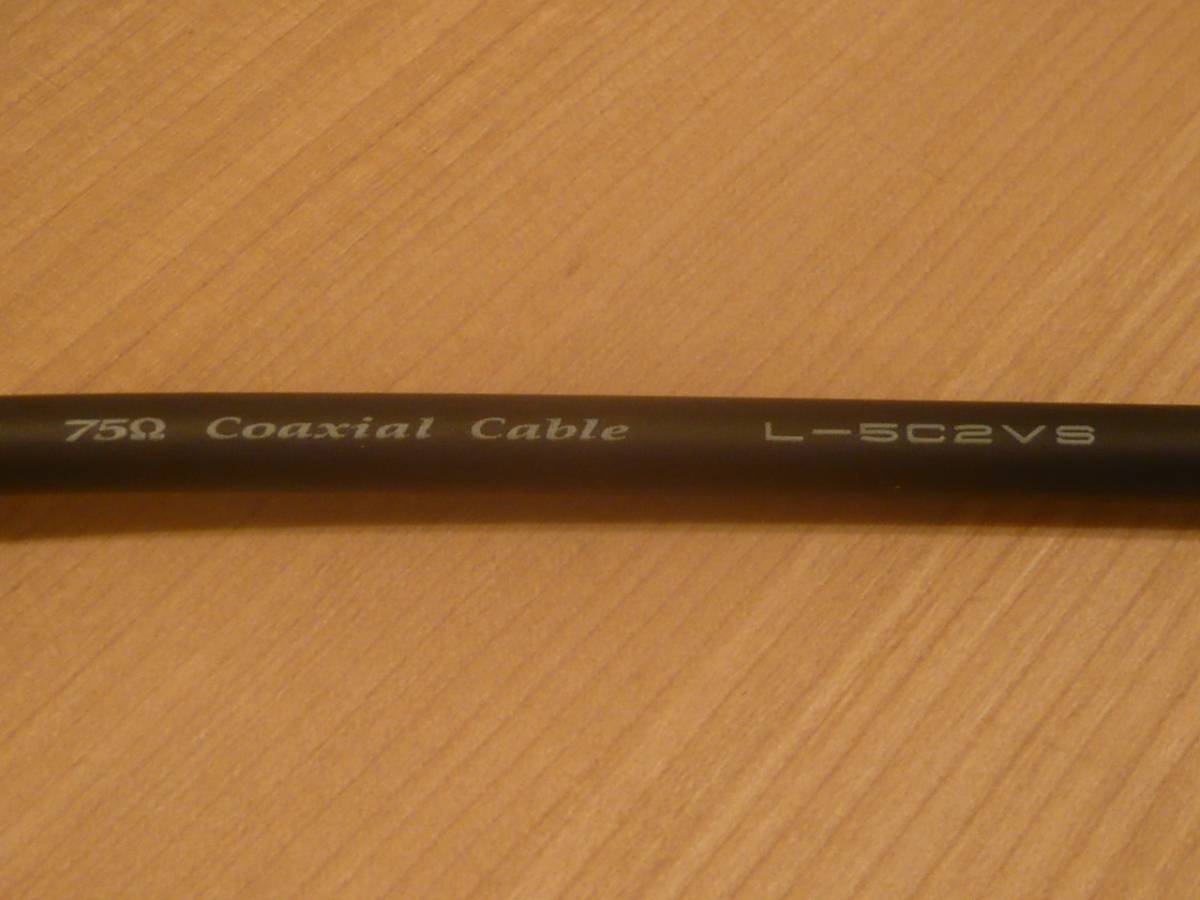 75Ω Coaxial Cable L-5C2VS